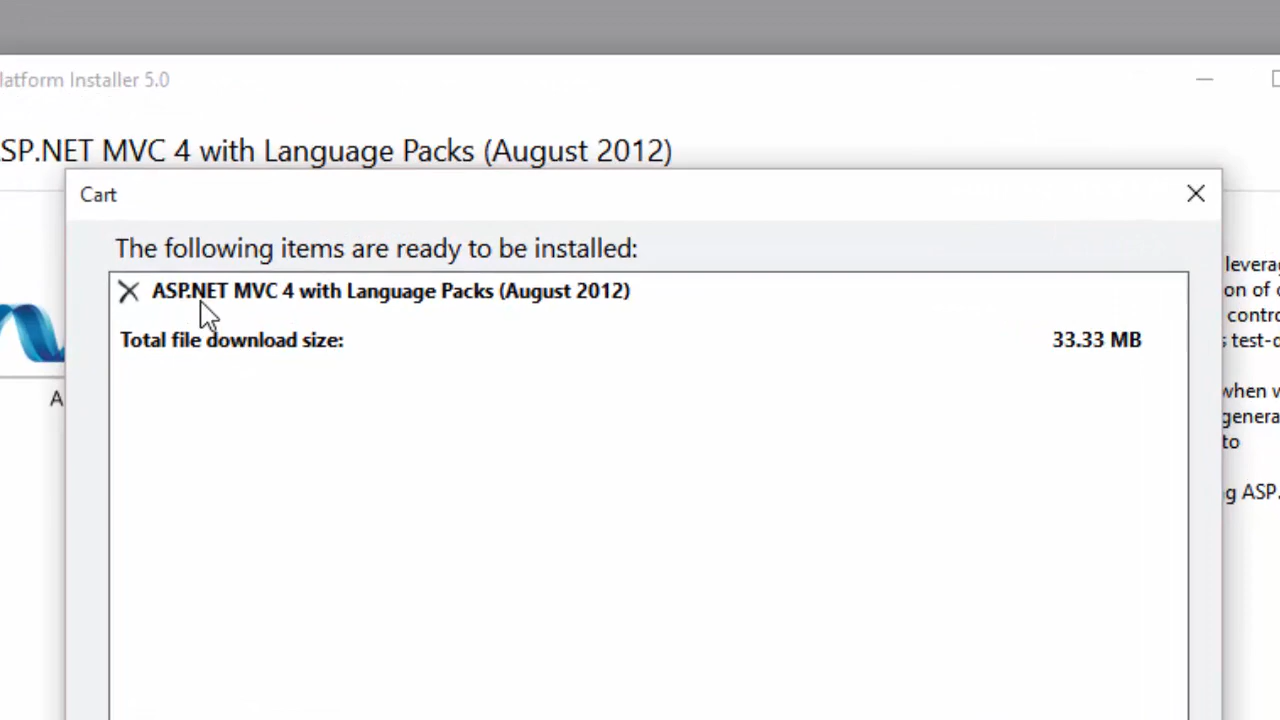 latform Installer 5.0
SP.NET MVC 4 with Language Packs (August 2012)
Cart
The following items are ready to be installed:
ASP.NET MVC 4 with Language Packs (August 2012)
Total file download size: 33.33 MB
leverag
on of
contro
test-d
A
when w
genera
to
g ASP.